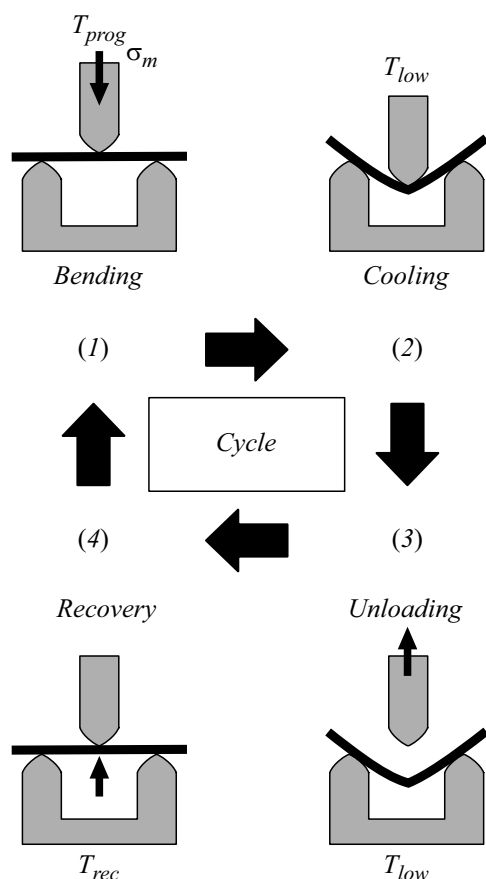 T_prog
σ_m
T_low
Bending
Cooling
(1)
(2)
Cycle
(4)
(3)
Recovery
Unloading
T_rec
T_low